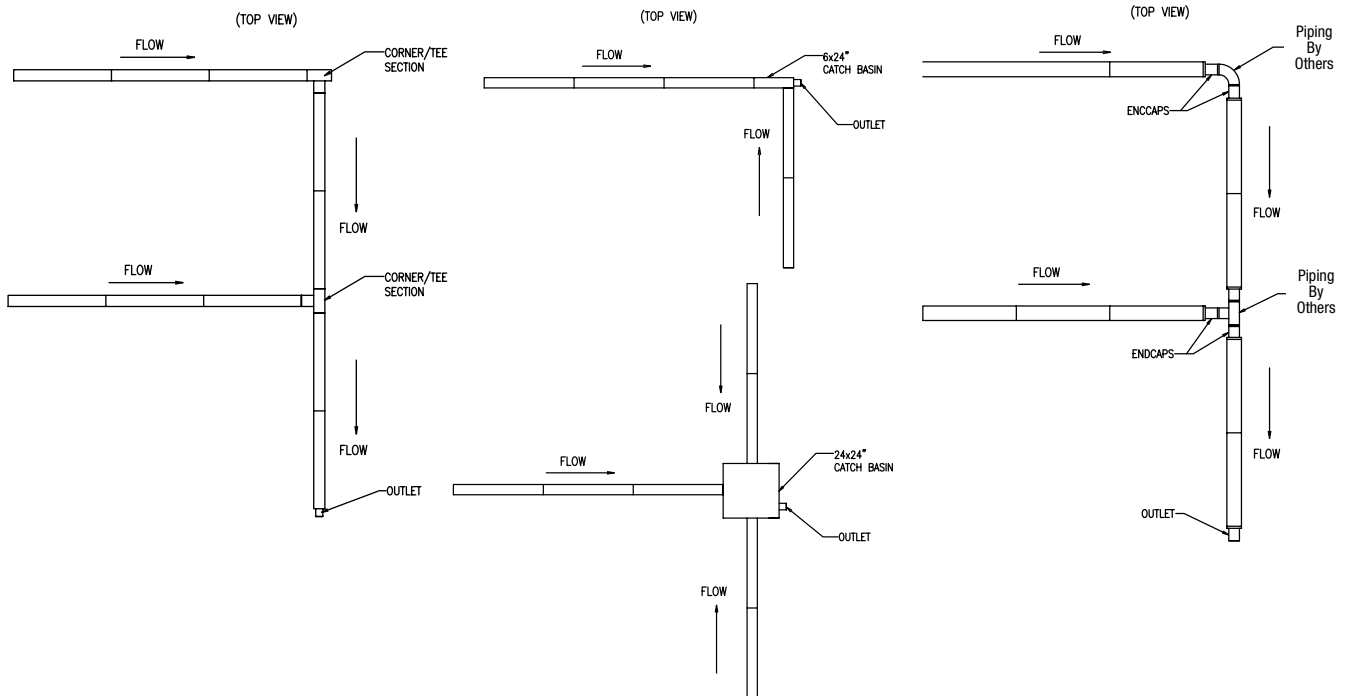 (TOP VIEW)
FLOW
CORNER/TEE
SECTION
FLOW
FLOW
CORNER/TEE
SECTION
FLOW
OUTLET
(TOP VIEW)
FLOW
6x24"
CATCH BASIN
OUTLET
FLOW
FLOW
FLOW
24x24"
CATCH BASIN
OUTLET
FLOW
(TOP VIEW)
FLOW
Piping
By
Others
ENCCAPS
FLOW
FLOW
Piping
By
Others
ENDCAPS
FLOW
OUTLET